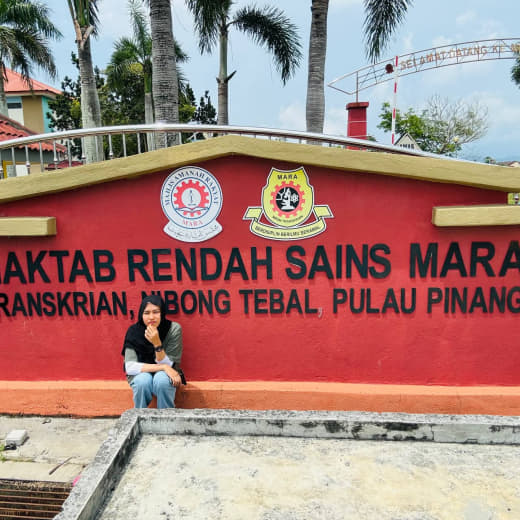 SELAMAT DATANG KE M
MAJLIS AMANAH RAKYAT
MARA
MARA
BERDISIPLIN BERILMU BERAMAL
MAKTAB RENDAH SAINS MARA
TRANSKRIAN, NIBONG TEBAL, PULAU PINANG